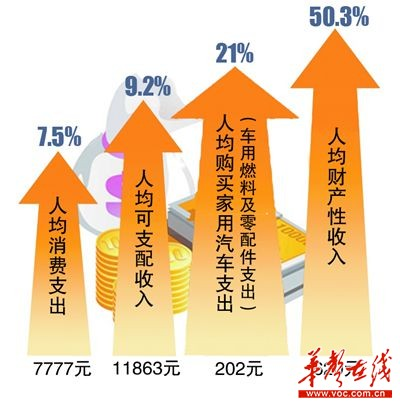 7.5%
9.2%
21%
50.3%
人均消费支出
人均可支配收入
人均购买家用汽车支出
(车用燃料及零配件支出)
人均财产性收入
7777元
11863元
202元
华声在线
www.voc.com.cn